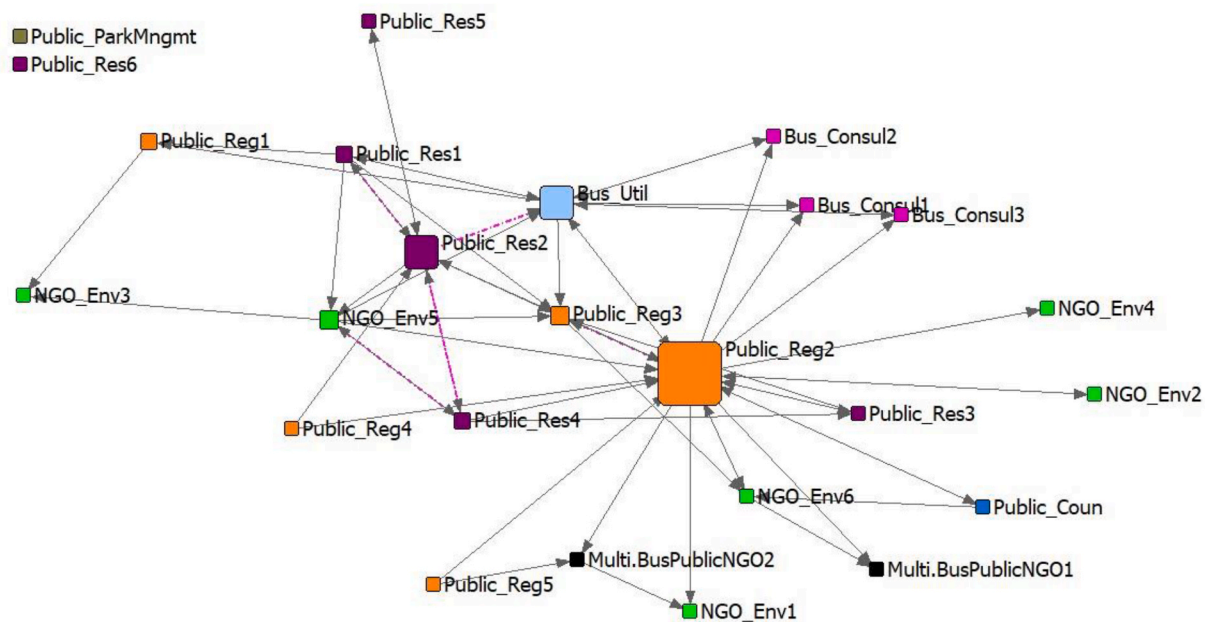 Public_Res5
Public_ParkMngmt
Public_Res6
Public_Reg1
Public_Res1
Bus_Consul2
Bus_Util
Bus_Consul1
Bus_Consul3
Public_Res2
NGO_Env3
NGO_Env5
Public_Reg3
NGO_Env4
Public_Reg2
NGO_Env2
Public_Res3
Public_Reg4
Public_Res4
NGO_Env6
Public_Coun
Multi.BusPublicNGO2
Multi.BusPublicNGO1
Public_Reg5
NGO_Env1